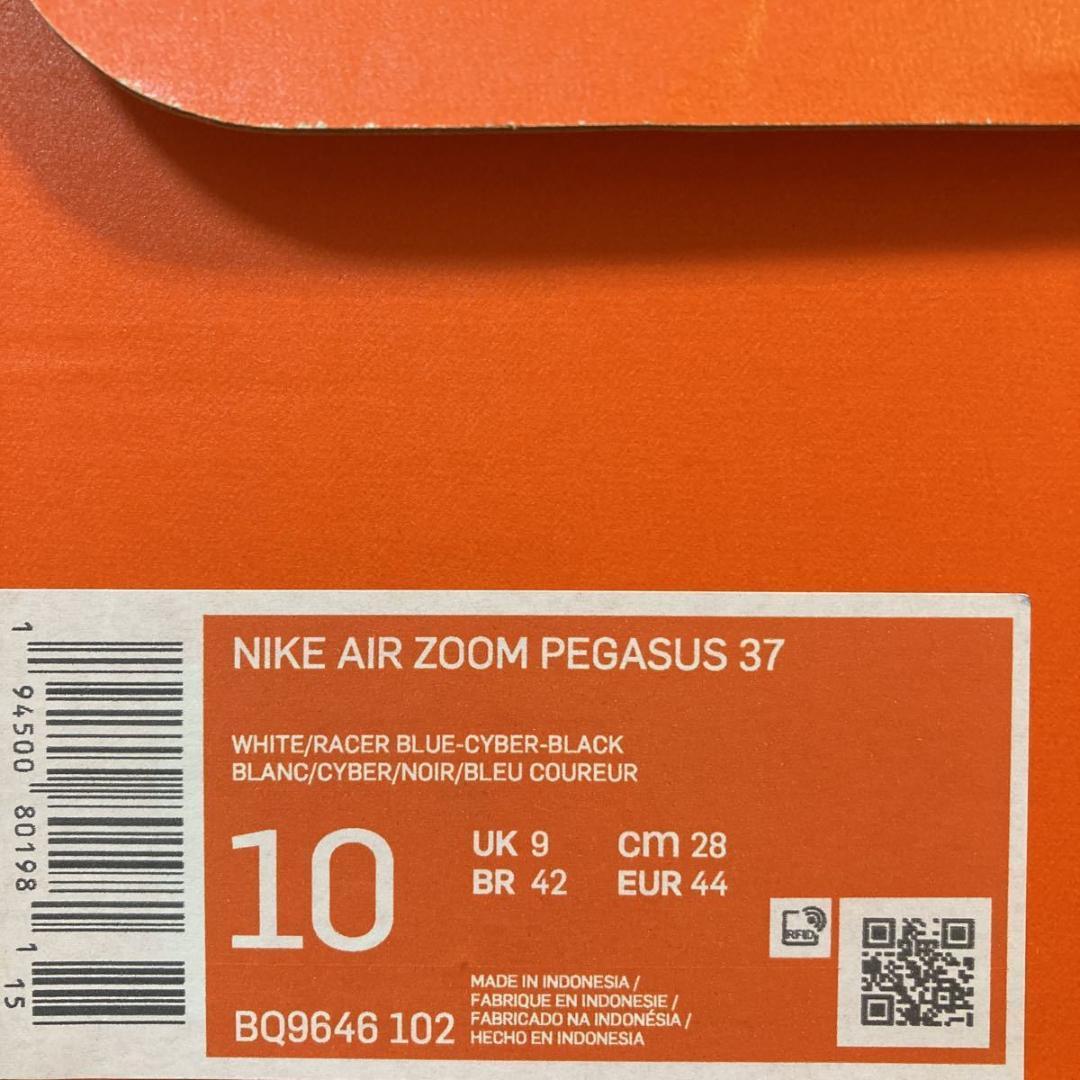 NIKE AIR ZOOM PEGASUS 37
WHITE/RACER BLUE-CYBER-BLACK
BLANC/CYBER/NOIR/BLEU COUREUR
10
UK 9 cm 28
BR 42 EUR 44
RFID
MADE IN INDONESIA /
FABRIQUE EN INDONESIE /
FABRICADO NA INDONÉSIA /
HECHO EN INDONESIA
BQ9646 102
1 94500 80198 1 15